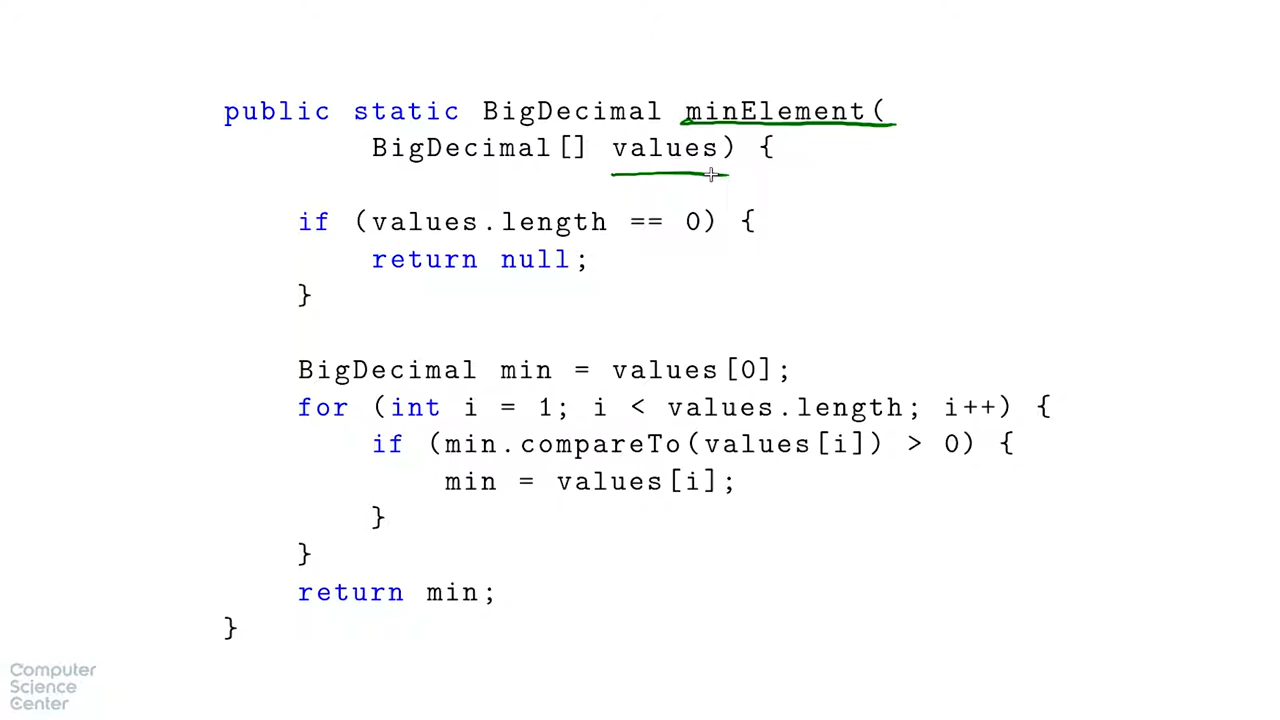 public static BigDecimal minElement(
BigDecimal[] values) {
if (values.length == 0) {
return null;
}
BigDecimal min = values[0];
for (int i = 1; i < values.length; i++) {
if (min.compareTo(values[i]) > 0) {
min = values[i];
}
}
return min;
}
Computer
Science
Center